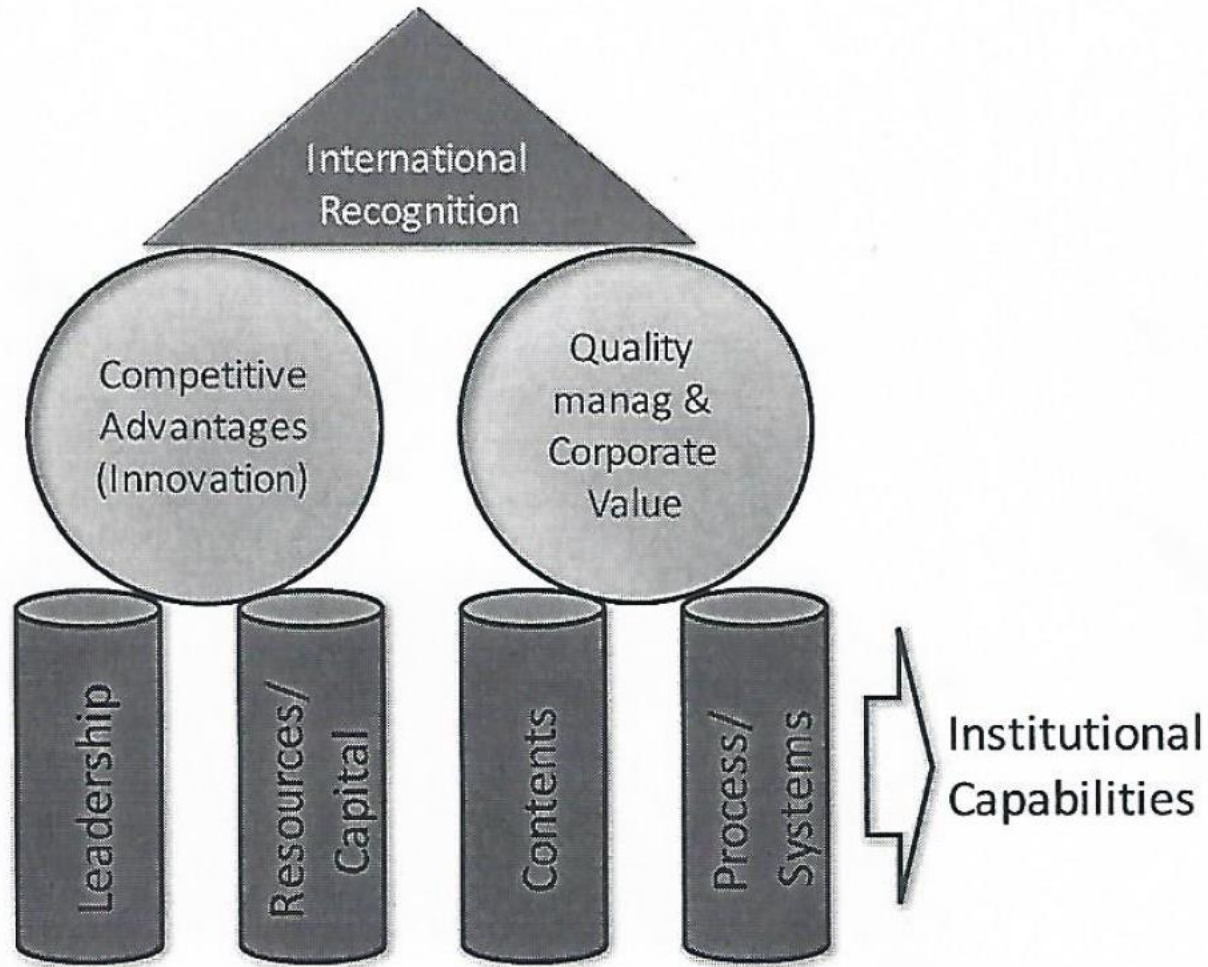 International
Recognition
Competitive
Advantages
(Innovation)
Quality
manag &
Corporate
Value
Leadership
Resources/
Capital
Contents
Process/
Systems
Institutional
Capabilities